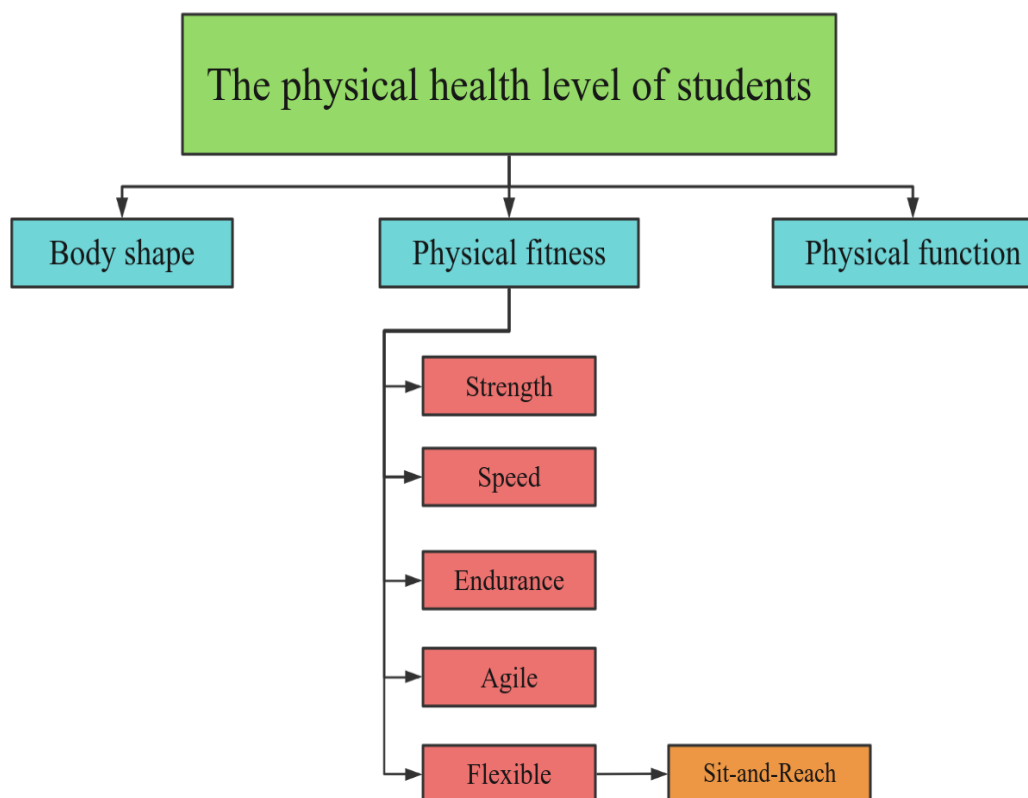 The physical health level of students
Body shape
Physical fitness
Physical function
Strength
Speed
Endurance
Agile
Flexible
Sit-and-Reach